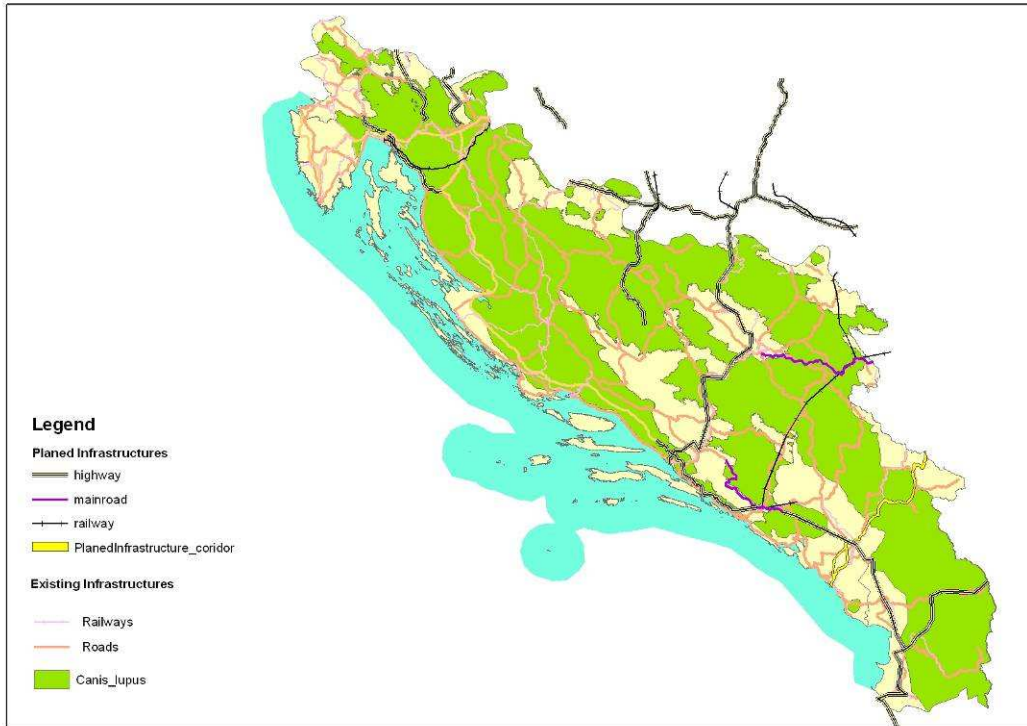 Legend
Planed Infrastructures
highway
mainroad
railway
PlanedInfrastructure_coridor
Existing Infrastructures
Railways
Roads
Canis_lupus